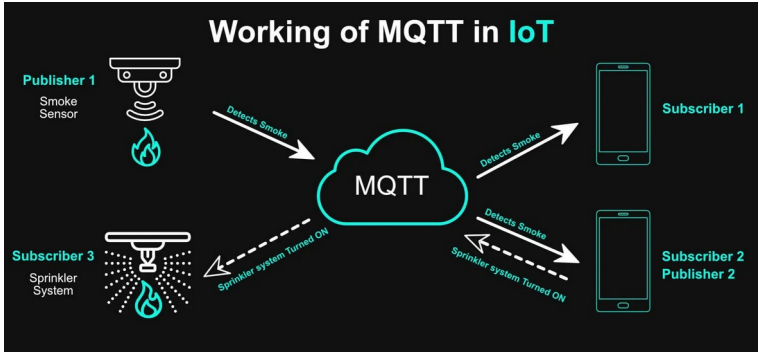 Working of MQTT in IoT
Publisher 1
Smoke
Sensor
Detects Smoke
MQTT
Detects Smoke
Subscriber 1
Detects Smoke
Sprinkler system Turned ON
Subscriber 2
Publisher 2
Sprinkler system Turned ON
Subscriber 3
Sprinkler
System